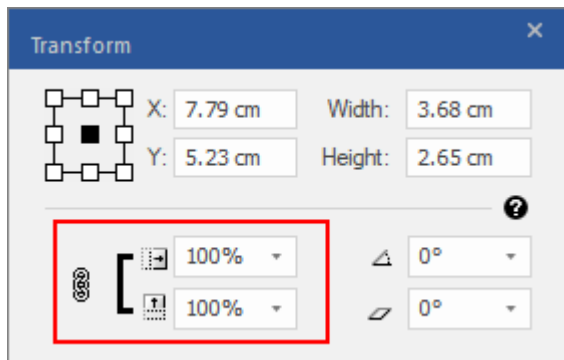 Transform
X: 7.79 cm Width: 3.68 cm
Y: 5.23 cm Height: 2.65 cm
?
100% 0°
100% 0°